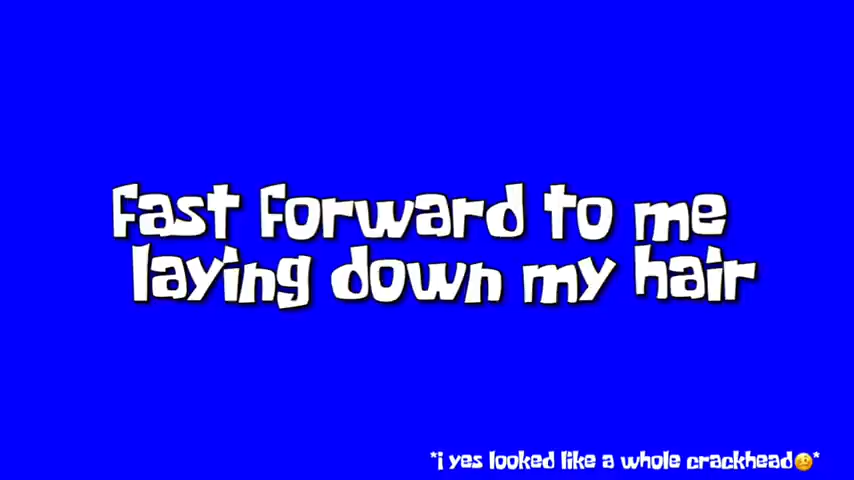 fast forward to me
laying down my hair
*i yes looked like a whole crackhead🤢*